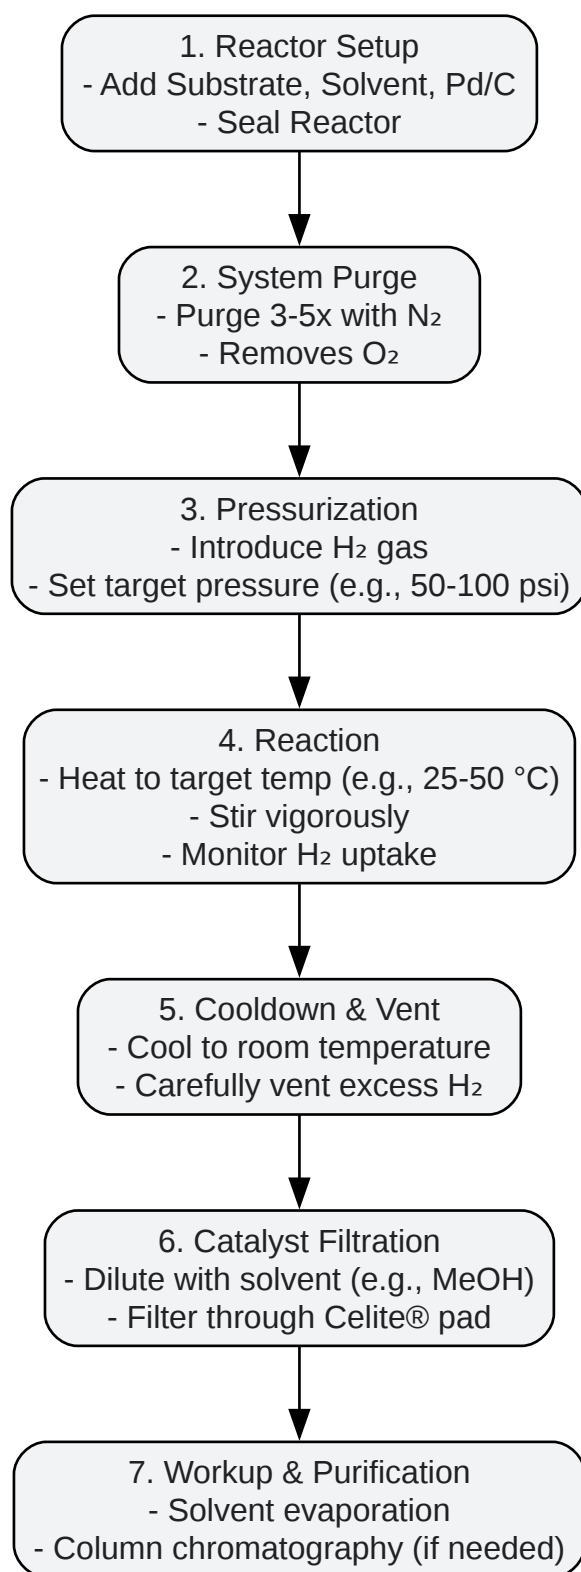 1. Reactor Setup
- Add Substrate, Solvent, Pd/C
- Seal Reactor
2. System Purge
- Purge 3-5x with N₂
- Removes O₂
3. Pressurization
- Introduce H₂ gas
- Set target pressure (e.g., 50-100 psi)
4. Reaction
- Heat to target temp (e.g., 25-50 °C)
- Stir vigorously
- Monitor H₂ uptake
5. Cooldown & Vent
- Cool to room temperature
- Carefully vent excess H₂
6. Catalyst Filtration
- Dilute with solvent (e.g., MeOH)
- Filter through Celite® pad
7. Workup & Purification
- Solvent evaporation
- Column chromatography (if needed)